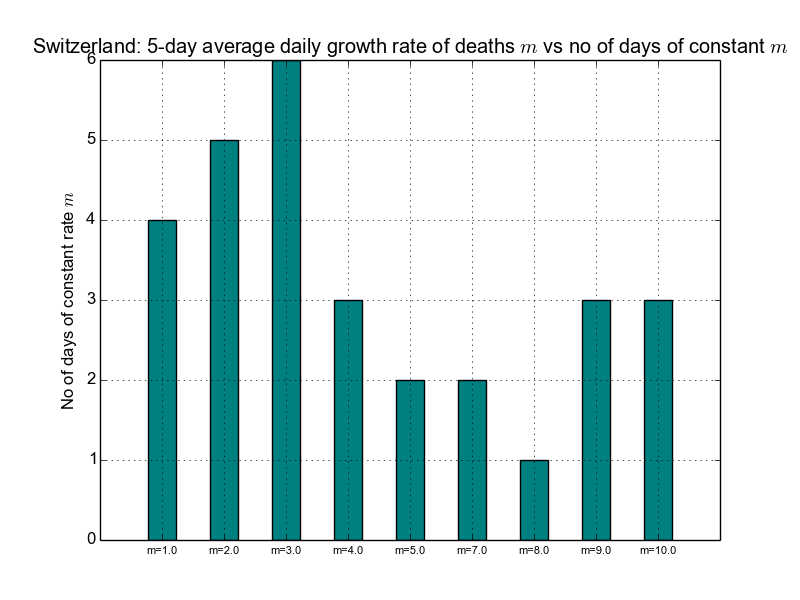 Switzerland: 5-day average daily growth rate of deaths m vs no of days of constant m
No of days of constant rate m
6
5
4
3
2
1
0
m=1.0 m=2.0 m=3.0 m=4.0 m=5.0 m=7.0 m=8.0 m=9.0 m=10.0